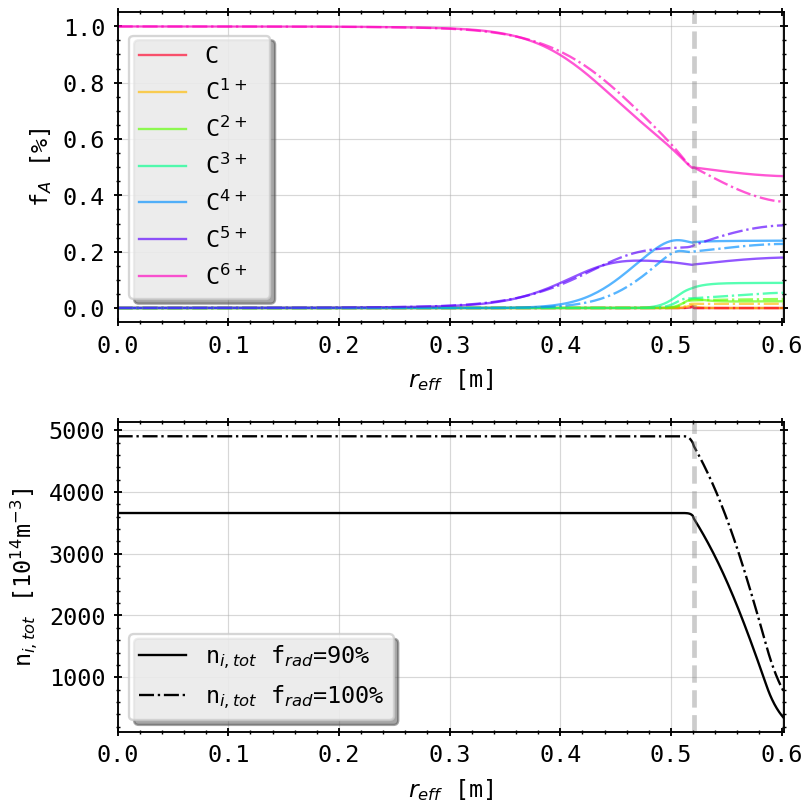 f_A [%]
1.0
0.8
0.6
0.4
0.2
0.0
C
C^1+
C^2+
C^3+
C^4+
C^5+
C^6+
0.0 0.1 0.2 0.3 0.4 0.5 0.6
r_eff [m]
n_i,tot [10^14 m^-3]
5000
4000
3000
2000
1000
n_i,tot f_rad=90%
n_i,tot f_rad=100%
0.0 0.1 0.2 0.3 0.4 0.5 0.6
r_eff [m]